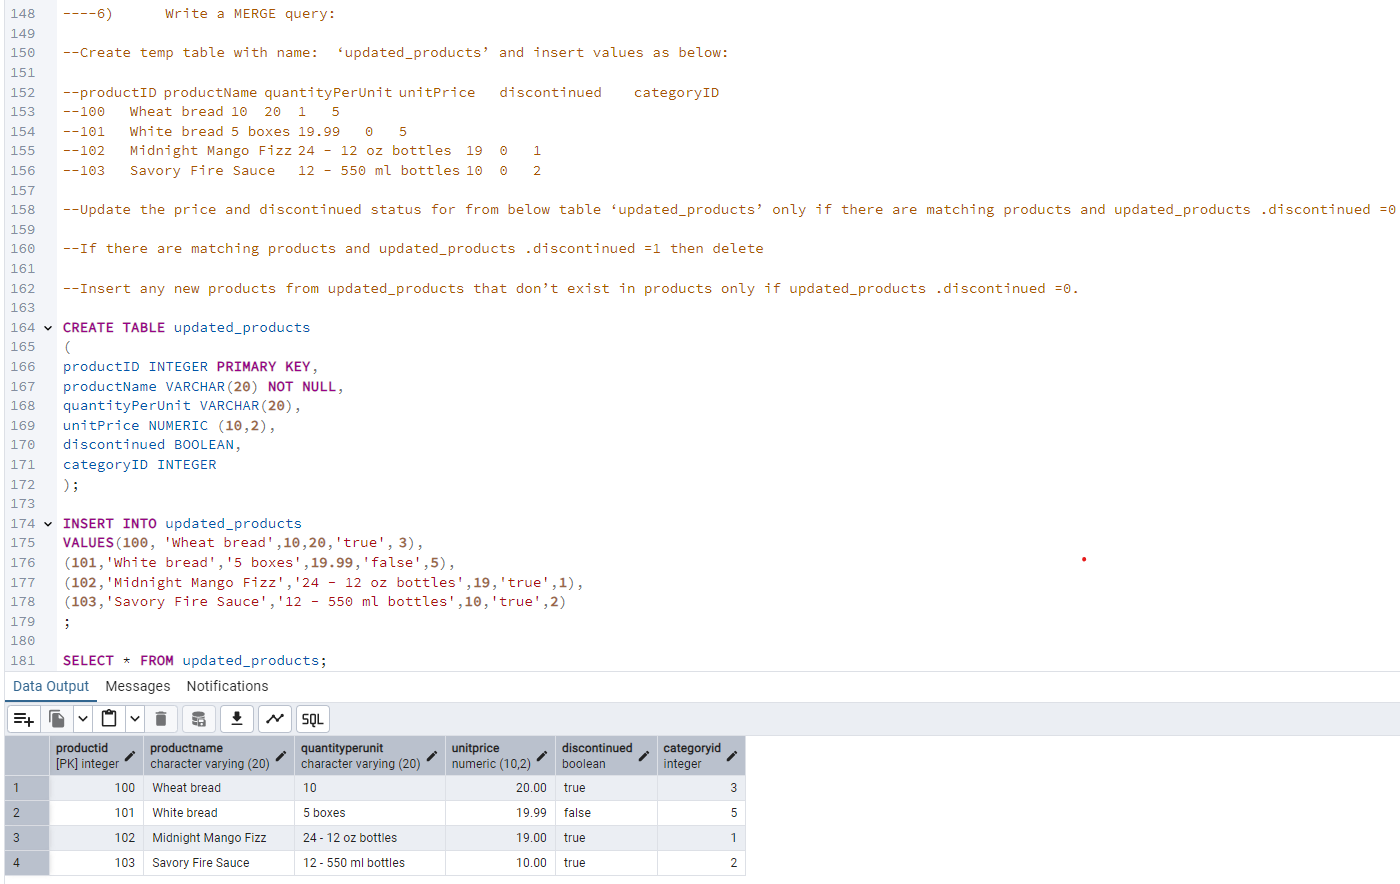 148 ----6)      Write a MERGE query:
149
150 --Create temp table with name:  ‘updated_products’ and insert values as below:
151
152 --productID productName quantityPerUnit unitPrice   discontinued    categoryID
153 --100   Wheat bread 10  20  1   5
154 --101   White bread 5 boxes 19.99   0   5
155 --102   Midnight Mango Fizz 24 - 12 oz bottles  19  0   1
156 --103   Savory Fire Sauce   12 - 550 ml bottles 10  0   2
157
158 --Update the price and discontinued status for from below table ‘updated_products’ only if there are matching products and updated_products .discontinued =0
159
160 --If there are matching products and updated_products .discontinued =1 then delete
161
162 --Insert any new products from updated_products that don’t exist in products only if updated_products .discontinued =0.
163
164 CREATE TABLE updated_products
165 (
166 productID INTEGER PRIMARY KEY,
167 productName VARCHAR(20) NOT NULL,
168 quantityPerUnit VARCHAR(20),
169 unitPrice NUMERIC (10,2),
170 discontinued BOOLEAN,
171 categoryID INTEGER
172 );
173
174 INSERT INTO updated_products
175 VALUES(100, 'Wheat bread',10,20,'true', 3),
176 (101,'White bread','5 boxes',19.99,'false',5),
177 (102,'Midnight Mango Fizz','24 - 12 oz bottles',19,'true',1),
178 (103,'Savory Fire Sauce','12 - 550 ml bottles',10,'true',2)
179 ;
180
181 SELECT * FROM updated_products;
Data Output Messages Notifications
SQL
productid productname quantityperunit unitprice discontinued categoryid
[PK] integer character varying (20) character varying (20) numeric (10,2) boolean integer
1 100 Wheat bread 10 20.00 true 3
2 101 White bread 5 boxes 19.99 false 5
3 102 Midnight Mango Fizz 24 - 12 oz bottles 19.00 true 1
4 103 Savory Fire Sauce 12 - 550 ml bottles 10.00 true 2